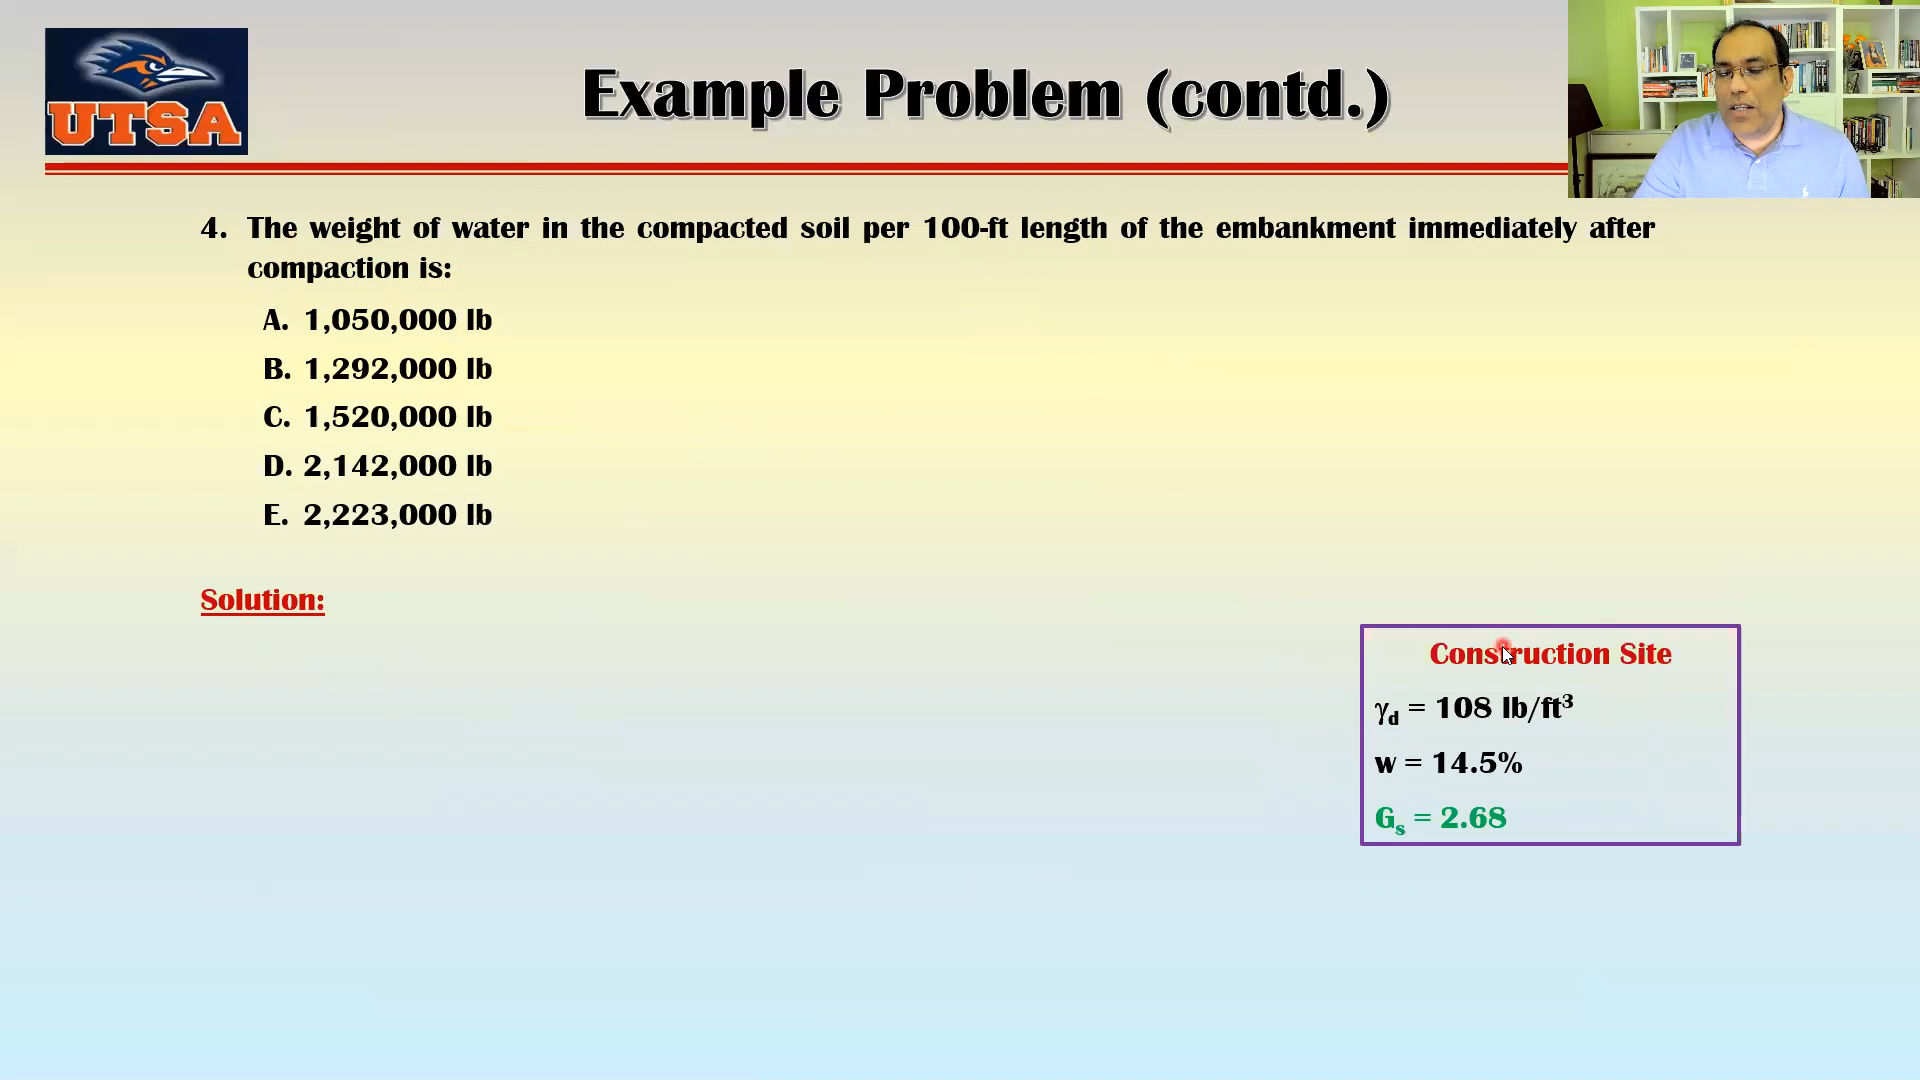 UTSA
Example Problem (contd.)
4. The weight of water in the compacted soil per 100-ft length of the embankment immediately after
compaction is:
A. 1,050,000 lb
B. 1,292,000 lb
C. 1,520,000 lb
D. 2,142,000 lb
E. 2,223,000 lb
Solution:
Construction Site
γd = 108 lb/ft³
w = 14.5%
Gs = 2.68